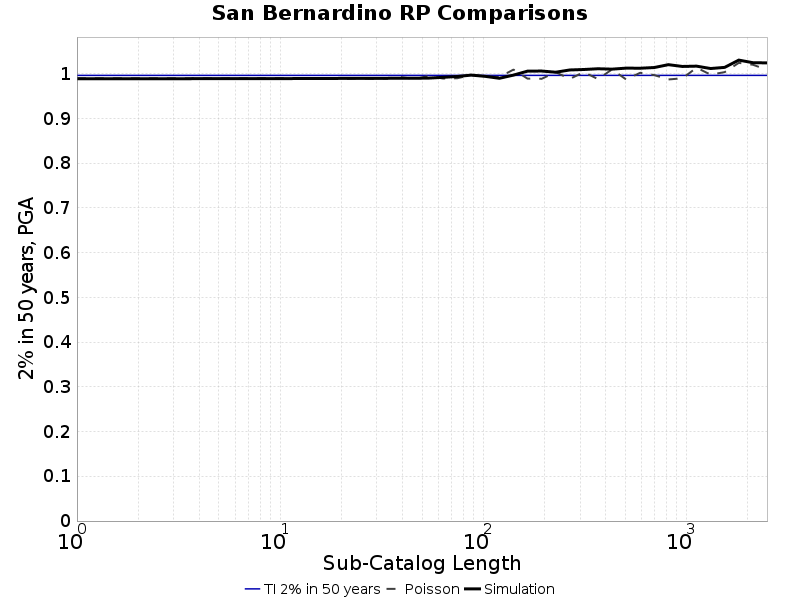 San Bernardino RP Comparisons
2% in 50 years, PGA
1
0.9
0.8
0.7
0.6
0.5
0.4
0.3
0.2
0.1
0
10^0 10^1 10^2 10^3
Sub-Catalog Length
TI 2% in 50 years Poisson Simulation